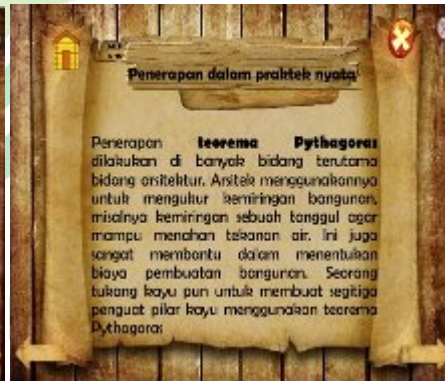 Penerapan dalam praktek nyata
Penerapan teorema Pythagoras
dilakukan di banyak bidang terutama
bidang arsitektur. Arsitek menggunakannya
untuk mengukur kemiringan bangunan,
misalnya kemiringan sebuah tanggul agar
mampu menahan tekanan air. Ini juga
sangat membantu dalam menentukan
biaya pembuatan bangunan. Seorang
tukang kayu pun untuk membuat segitiga
penguat pilar kayu menggunakan teorema
Pythagoras